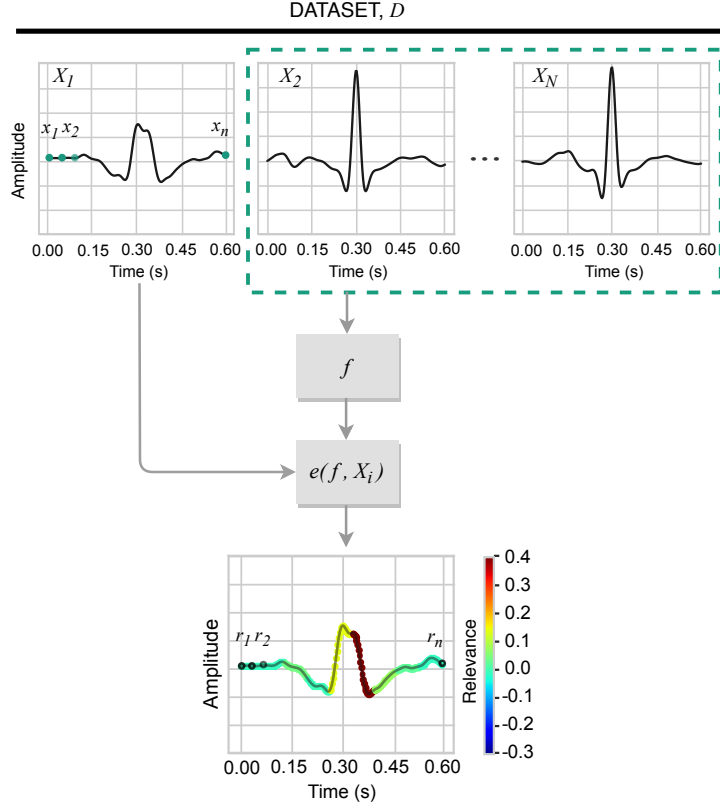 DATASET, D
X1
x1 x2
xn
Amplitude
0.00 0.15 0.30 0.45 0.60
Time (s)
X2
0.00 0.15 0.30 0.45 0.60
Time (s)
...
XN
0.00 0.15 0.30 0.45 0.60
Time (s)
f
e(f, Xi)
r1 r2
rn
Amplitude
0.00 0.15 0.30 0.45 0.60
Time (s)
0.4
0.3
0.2
0.1
0.0
-0.1
-0.2
-0.3
Relevance